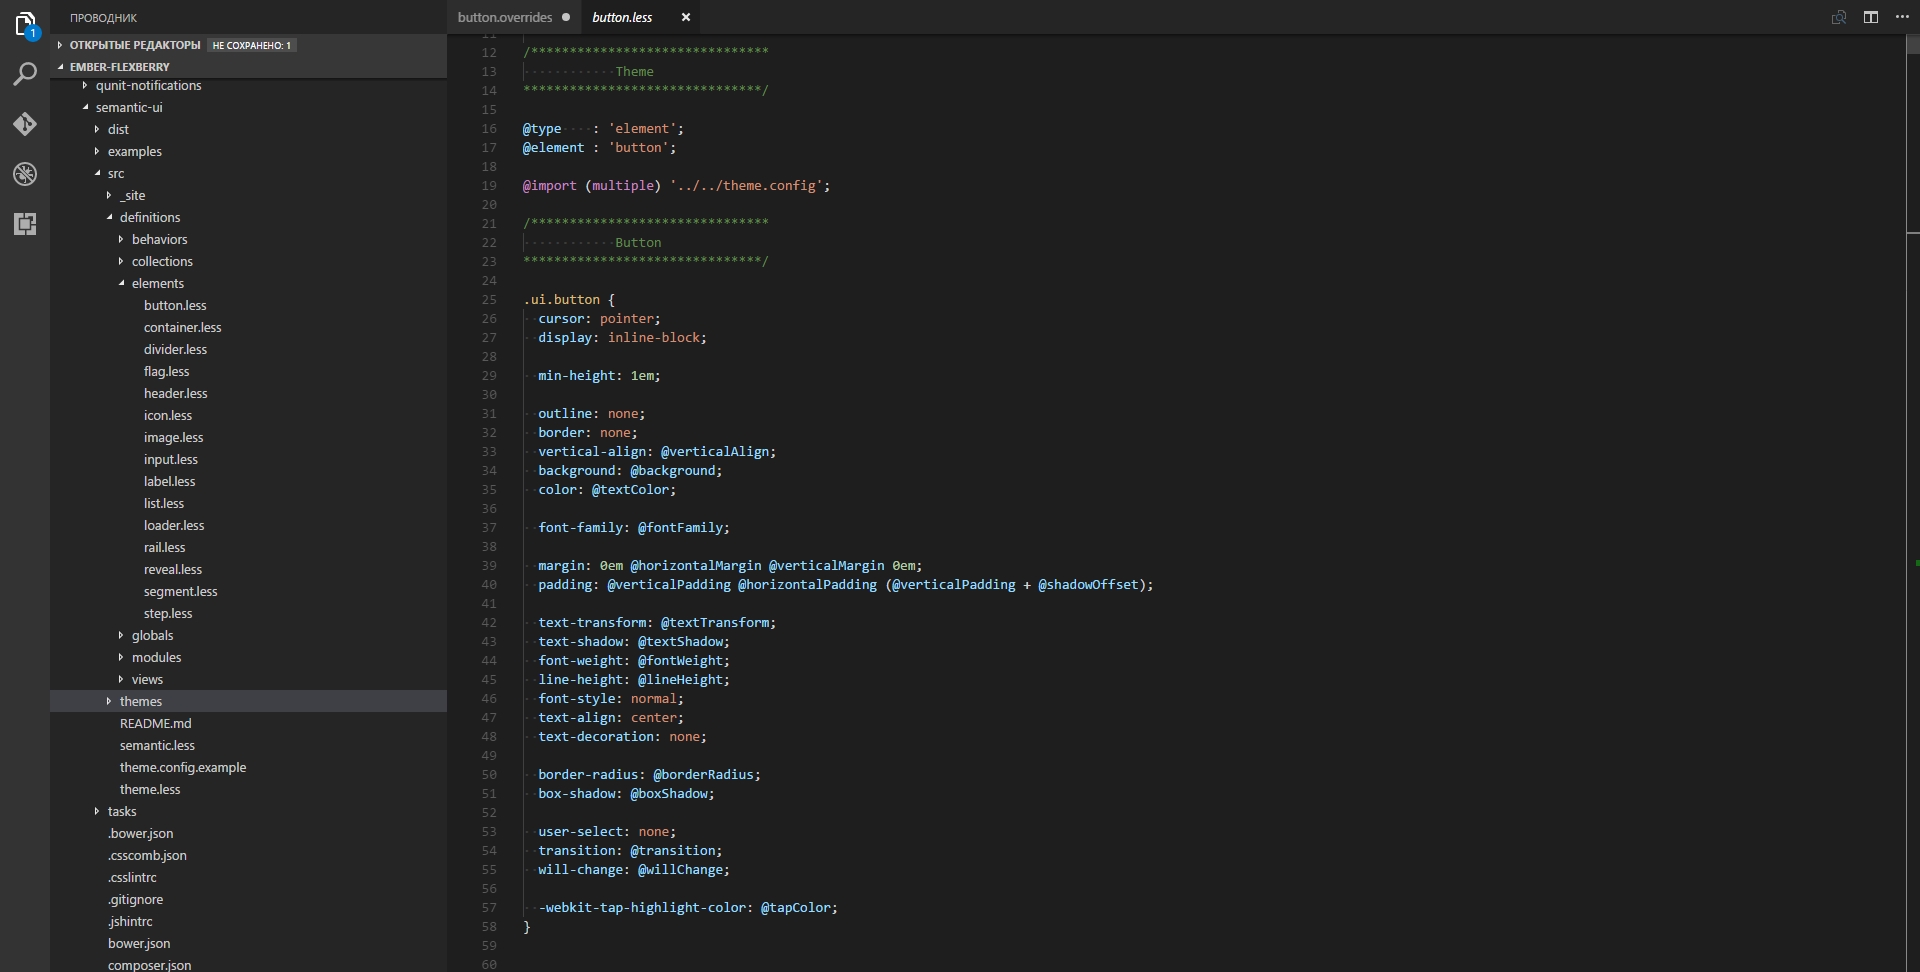 1
ПРОВОДНИК
ОТКРЫТЫЕ РЕДАКТОРЫ НЕ СОХРАНЕНО: 1
EMBER-FLEXBERRY
qunit-notifications
semantic-ui
dist
examples
src
_site
definitions
behaviors
collections
elements
button.less
container.less
divider.less
flag.less
header.less
icon.less
image.less
input.less
label.less
list.less
loader.less
rail.less
reveal.less
segment.less
step.less
globals
modules
views
themes
README.md
semantic.less
theme.config.example
theme.less
tasks
.bower.json
.csscomb.json
.csslintrc
.gitignore
.jshintrc
bower.json
composer.json
button.overrides button.less
11
12 /*******************************
13 Theme
14 *******************************/
15
16 @type : 'element';
17 @element : 'button';
18
19 @import (multiple) '../../theme.config';
20
21 /*******************************
22 Button
23 *******************************/
24
25 .ui.button {
26 cursor: pointer;
27 display: inline-block;
28
29 min-height: 1em;
30
31 outline: none;
32 border: none;
33 vertical-align: @verticalAlign;
34 background: @background;
35 color: @textColor;
36
37 font-family: @fontFamily;
38
39 margin: 0em @horizontalMargin @verticalMargin 0em;
40 padding: @verticalPadding @horizontalPadding (@verticalPadding + @shadowOffset);
41
42 text-transform: @textTransform;
43 text-shadow: @textShadow;
44 font-weight: @fontWeight;
45 line-height: @lineHeight;
46 font-style: normal;
47 text-align: center;
48 text-decoration: none;
49
50 border-radius: @borderRadius;
51 box-shadow: @boxShadow;
52
53 user-select: none;
54 transition: @transition;
55 will-change: @willChange;
56
57 -webkit-tap-highlight-color: @tapColor;
58 }
59
60